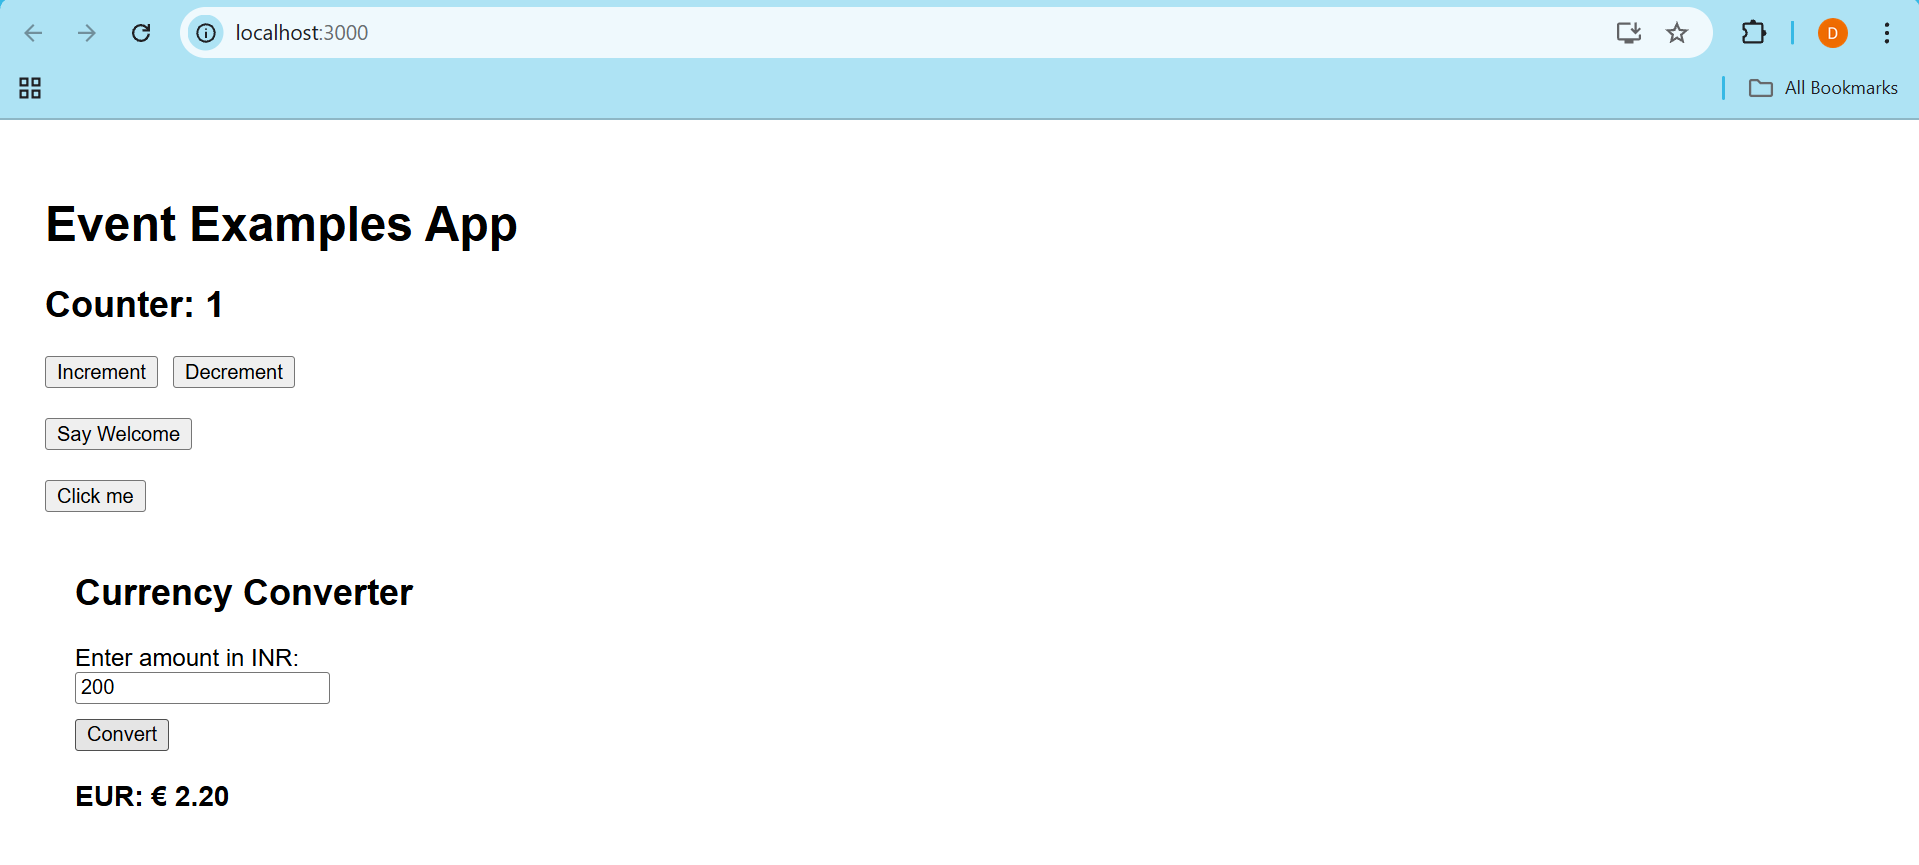 localhost:3000
D
All Bookmarks
Event Examples App
Counter: 1
Increment Decrement
Say Welcome
Click me
Currency Converter
Enter amount in INR:
200
Convert
EUR: € 2.20